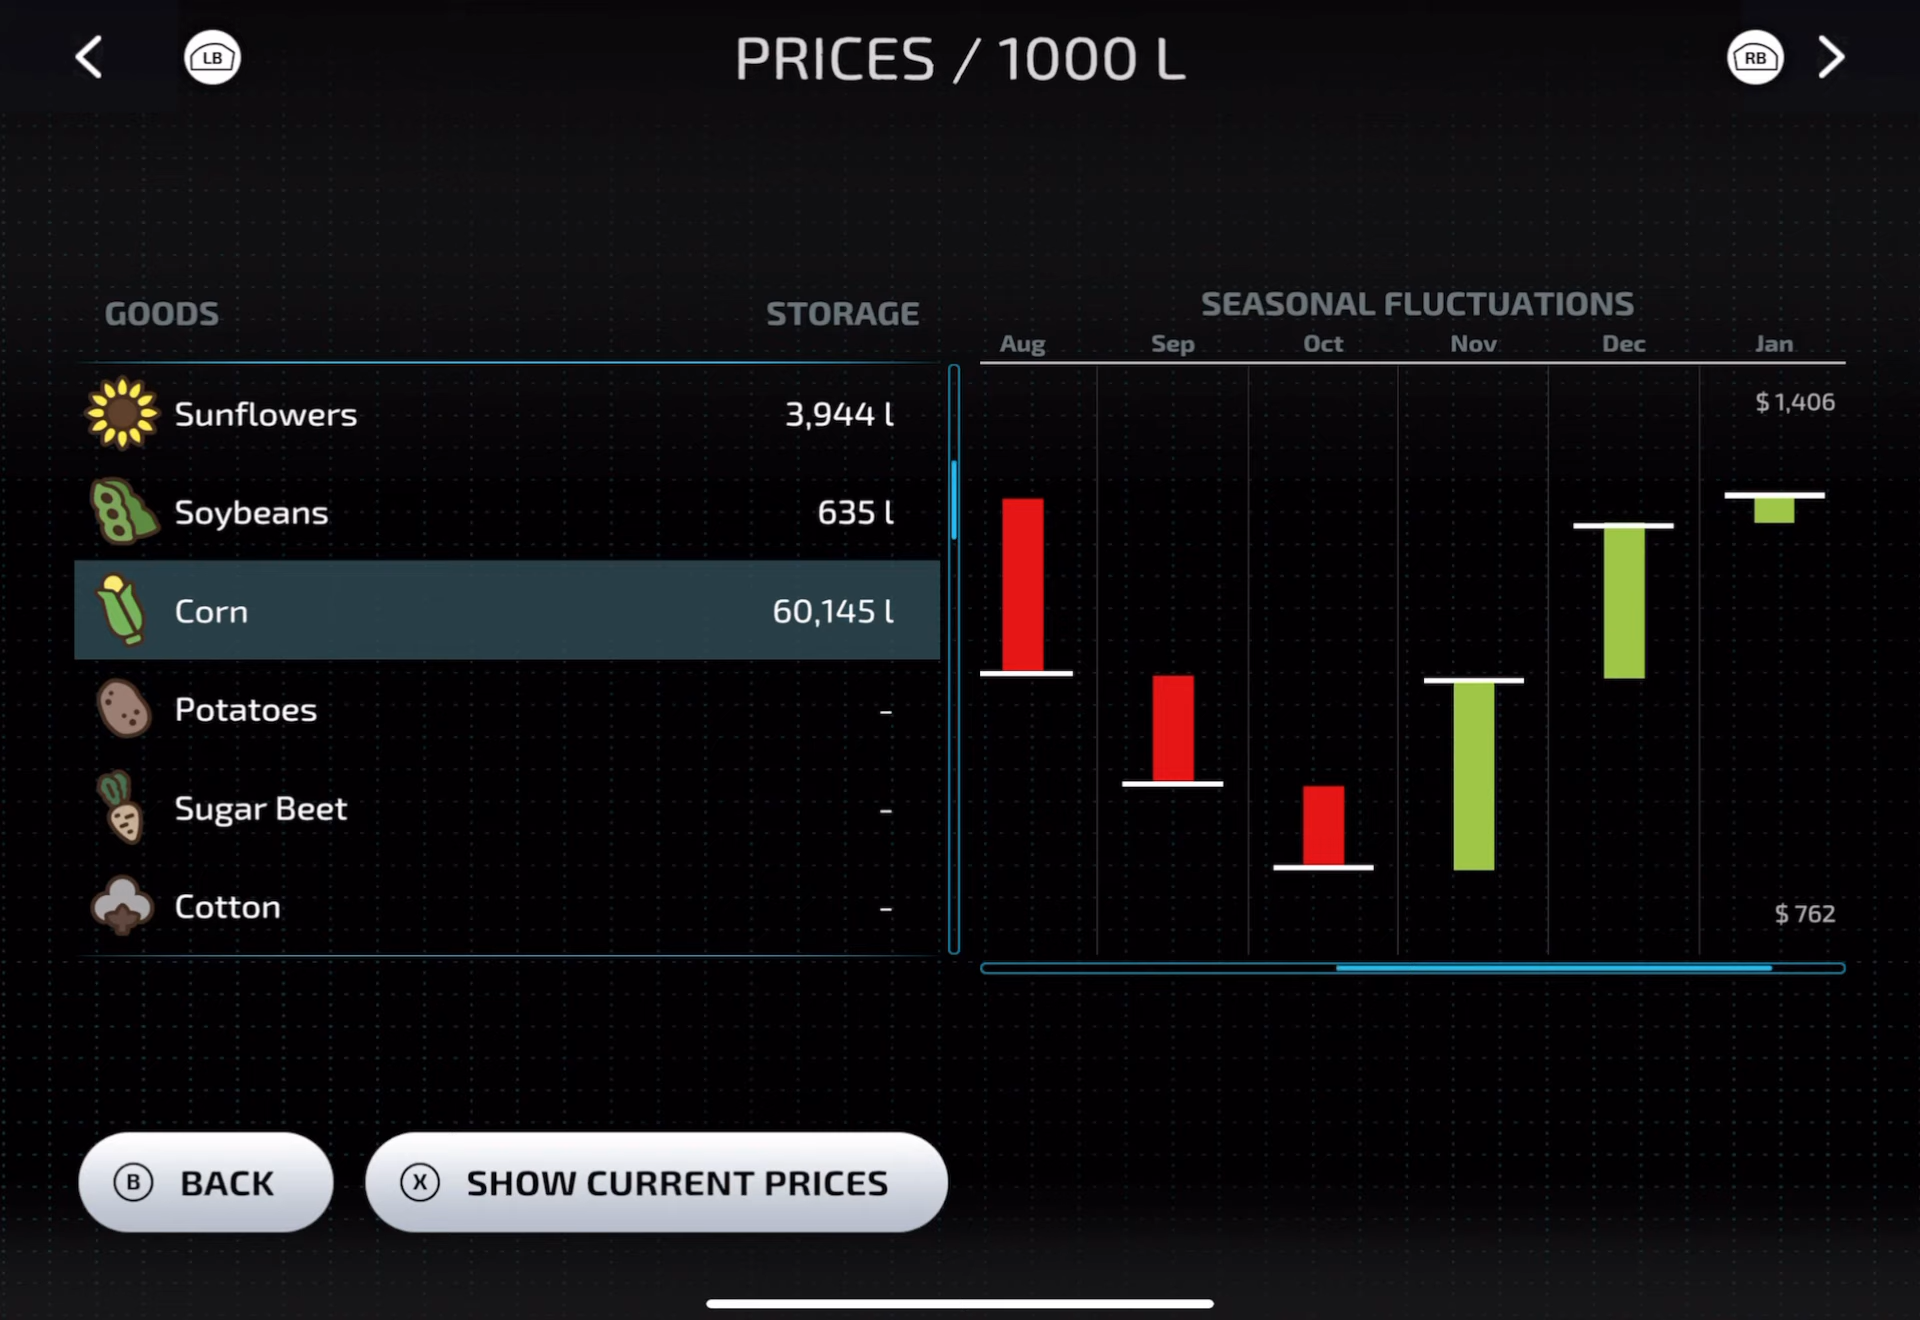 LB
PRICES / 1000 L
RB
GOODS STORAGE
Sunflowers 3,944 l
Soybeans 635 l
Corn 60,145 l
Potatoes -
Sugar Beet -
Cotton -
SEASONAL FLUCTUATIONS
Aug Sep Oct Nov Dec Jan
$ 1,406
$ 762
B BACK
X SHOW CURRENT PRICES